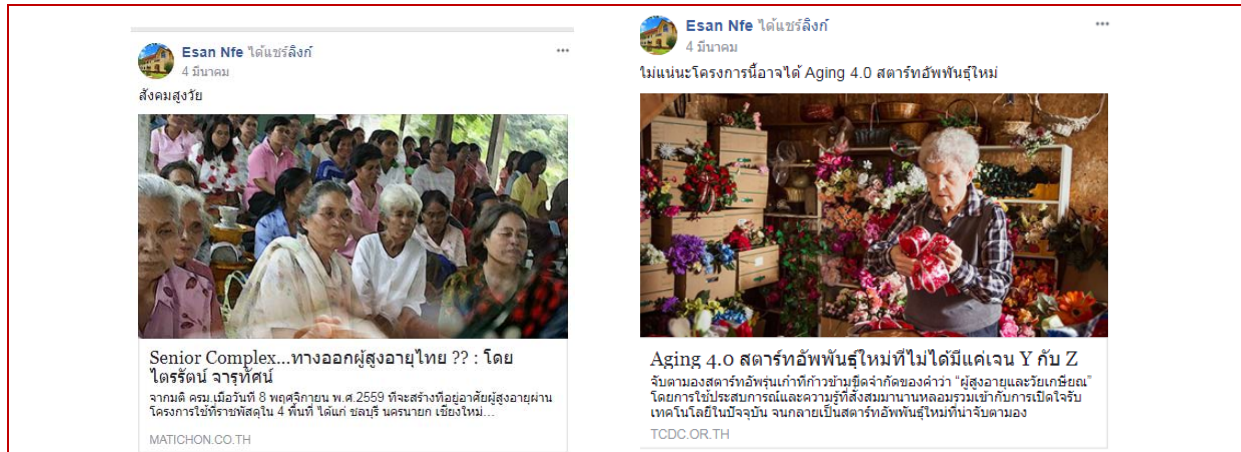 Esan Nfe ได้แชร์ลิงก์
4 มีนาคม
สังคมสูงวัย
Senior Complex...ทางออกผู้สูงอายุไทย ?? : โดย
ไตรรัตน์ จารุทัศน์
จากมติ ครม.เมื่อวันที่ 8 พฤศจิกายน พ.ศ.2559 ที่จะสร้างที่อยู่อาศัยผู้สูงอายุผ่าน
โครงการใช้ที่ราชพัสดุใน 4 พื้นที่ ได้แก่ ชลบุรี นครนายก เชียงใหม่...
MATICHON.CO.TH
Esan Nfe ได้แชร์ลิงก์
4 มีนาคม
ไม่แน่นะโครงการนี้อาจได้ Aging 4.0 สตาร์ทอัพพันธุ์ใหม่
Aging 4.0 สตาร์ทอัพพันธุ์ใหม่ที่ไม่ได้มีแค่เจน Y กับ Z
จับตามองสตาร์ทอัพรุ่นเก๋าที่ก้าวข้ามขีดจำกัดของคำว่า “ผู้สูงอายุและวัยเกษียณ”
โดยการใช้ประสบการณ์และความรู้ที่สั่งสมมานานหลอมรวมเข้ากับการเปิดใจรับ
เทคโนโลยีในปัจจุบัน จนกลายเป็นสตาร์ทอัพพันธุ์ใหม่ที่น่าจับตามอง
TCDC.OR.TH